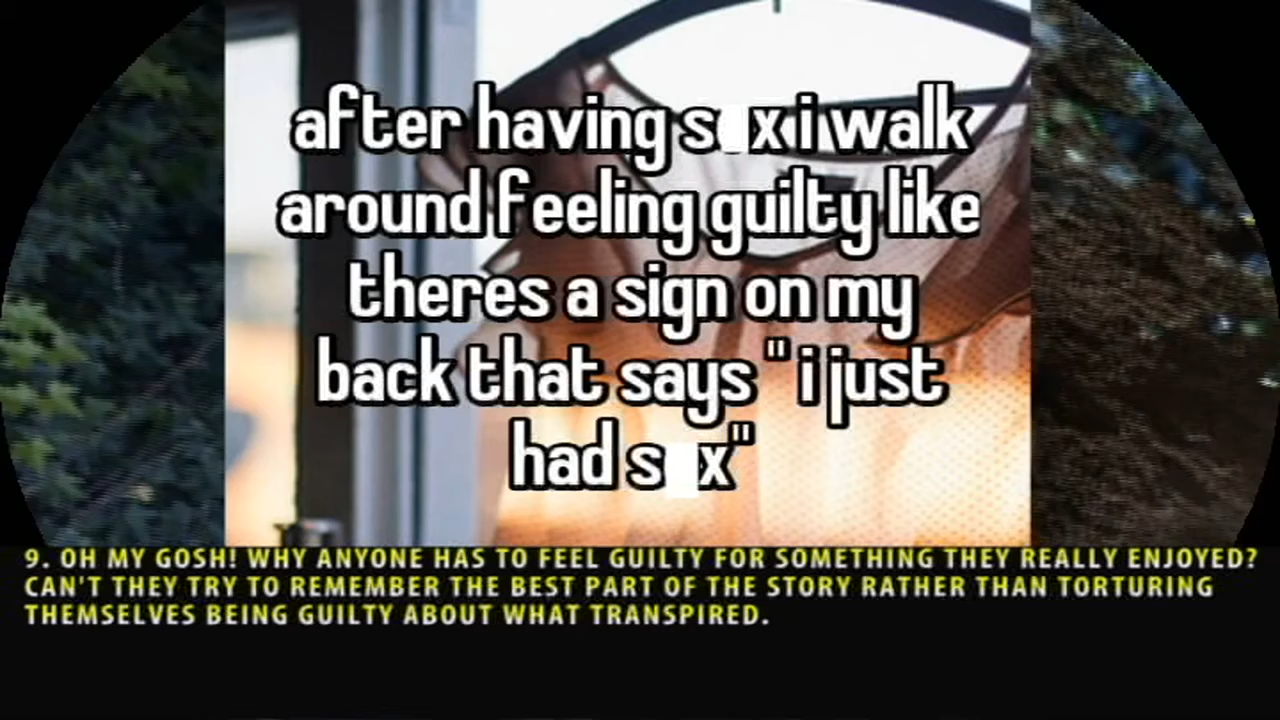 after having s x i walk
around feeling guilty like
theres a sign on my
back that says " i just
had s x"
9. OH MY GOSH! WHY ANYONE HAS TO FEEL GUILTY FOR SOMETHING THEY REALLY ENJOYED?
CAN'T THEY TRY TO REMEMBER THE BEST PART OF THE STORY RATHER THAN TORTURING
THEMSELVES BEING GUILTY ABOUT WHAT TRANSPIRED.